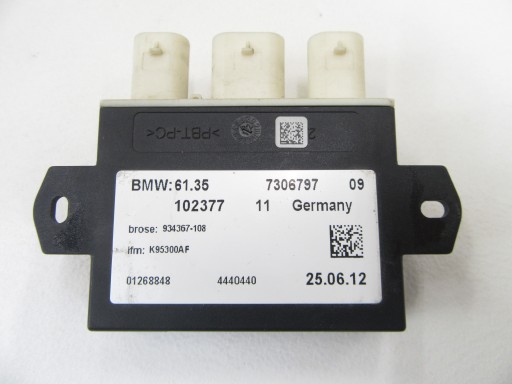 >PBT-PC<
BMW:61.35 7306797 09
102377 11 Germany
brose: 934367-108
ifm: K95300AF
01268848 4440440 25.06.12